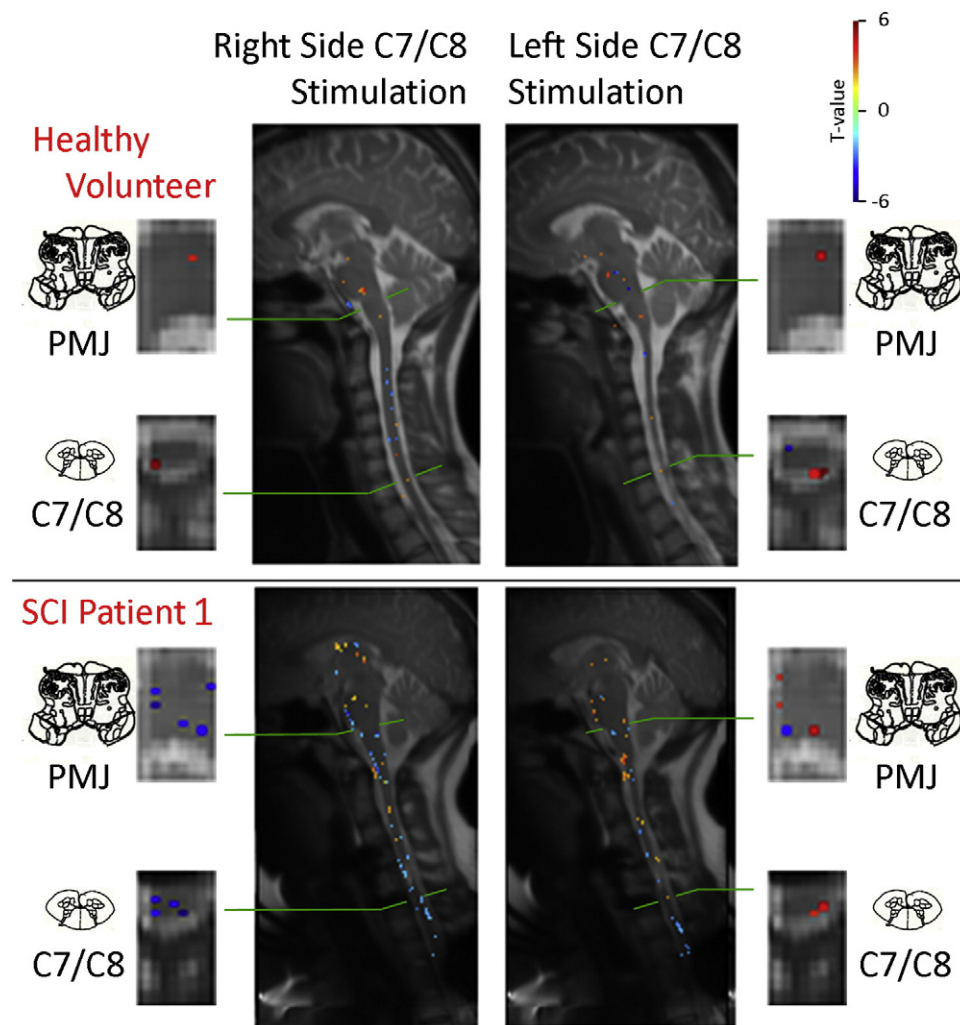 Right Side C7/C8
Stimulation
Left Side C7/C8
Stimulation
6
0
-6
T-value
Healthy
Volunteer
PMJ
PMJ
C7/C8
C7/C8
SCI Patient 1
PMJ
PMJ
C7/C8
C7/C8